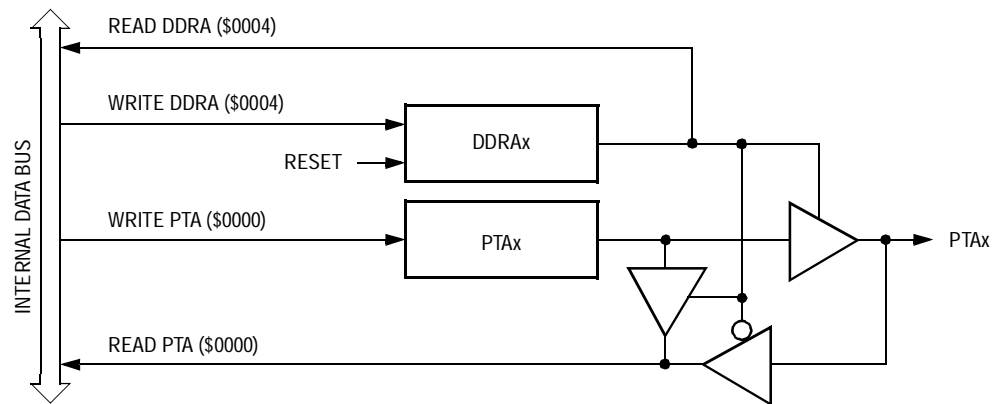 READ DDRA ($0004)
WRITE DDRA ($0004)
DDRAx
RESET
INTERNAL DATA BUS
WRITE PTA ($0000)
PTAx
PTAx
READ PTA ($0000)